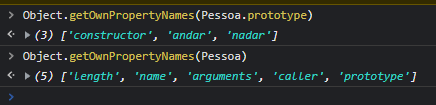 > Object.getOwnPropertyNames(Pessoa.prototype)
<· ▶ (3) ['constructor', 'andar', 'nadar']
> Object.getOwnPropertyNames(Pessoa)
<· ▶ (5) ['length', 'name', 'arguments', 'caller', 'prototype']
>